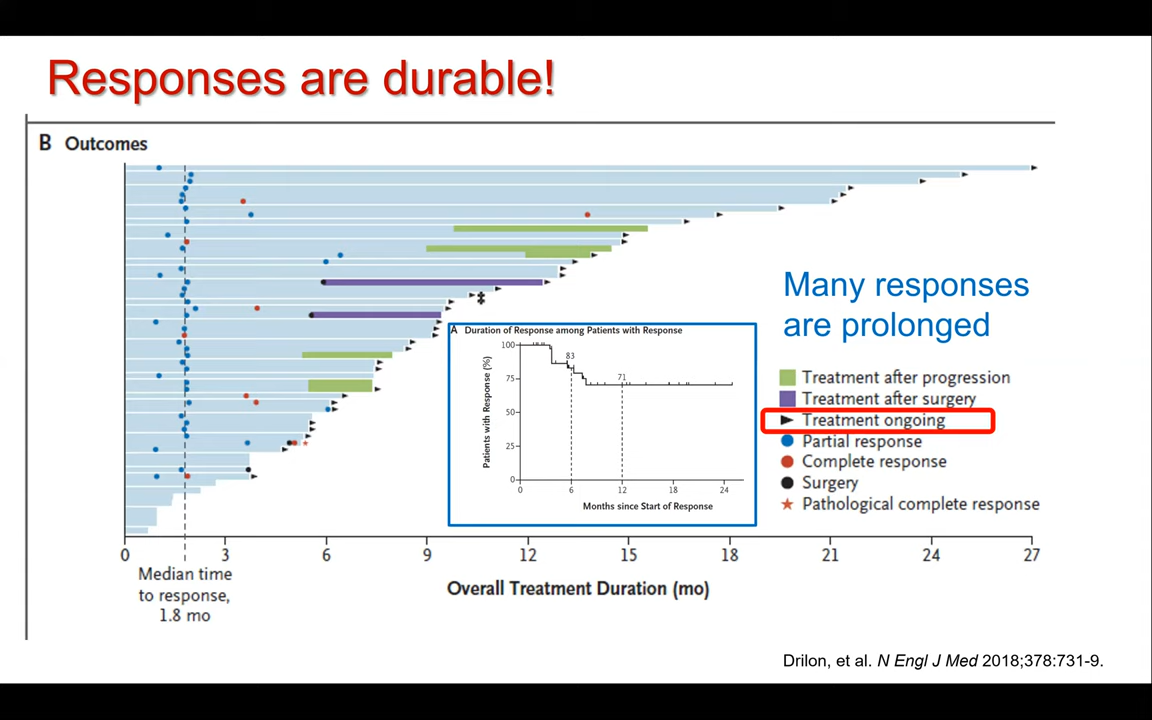 Responses are durable!
B Outcomes
Many responses
are prolonged
A Duration of Response among Patients with Response
Patients with Response (%)
100
75
50
25
0
83
71
0 6 12 18 24
Months since Start of Response
Treatment after progression
Treatment after surgery
Treatment ongoing
Partial response
Complete response
Surgery
Pathological complete response
‡
0 3 6 9 12 15 18 21 24 27
Median time
to response,
1.8 mo
Overall Treatment Duration (mo)
Drilon, et al. N Engl J Med 2018;378:731-9.